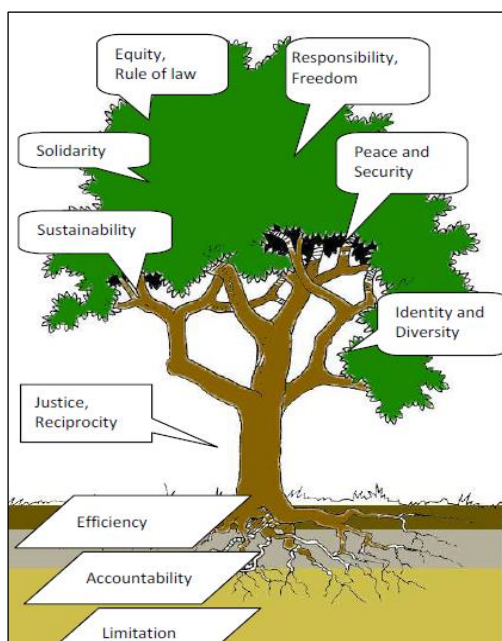 Equity,
Rule of law
Responsibility,
Freedom
Solidarity
Peace and
Security
Sustainability
Identity and
Diversity
Justice,
Reciprocity
Efficiency
Accountability
Limitation